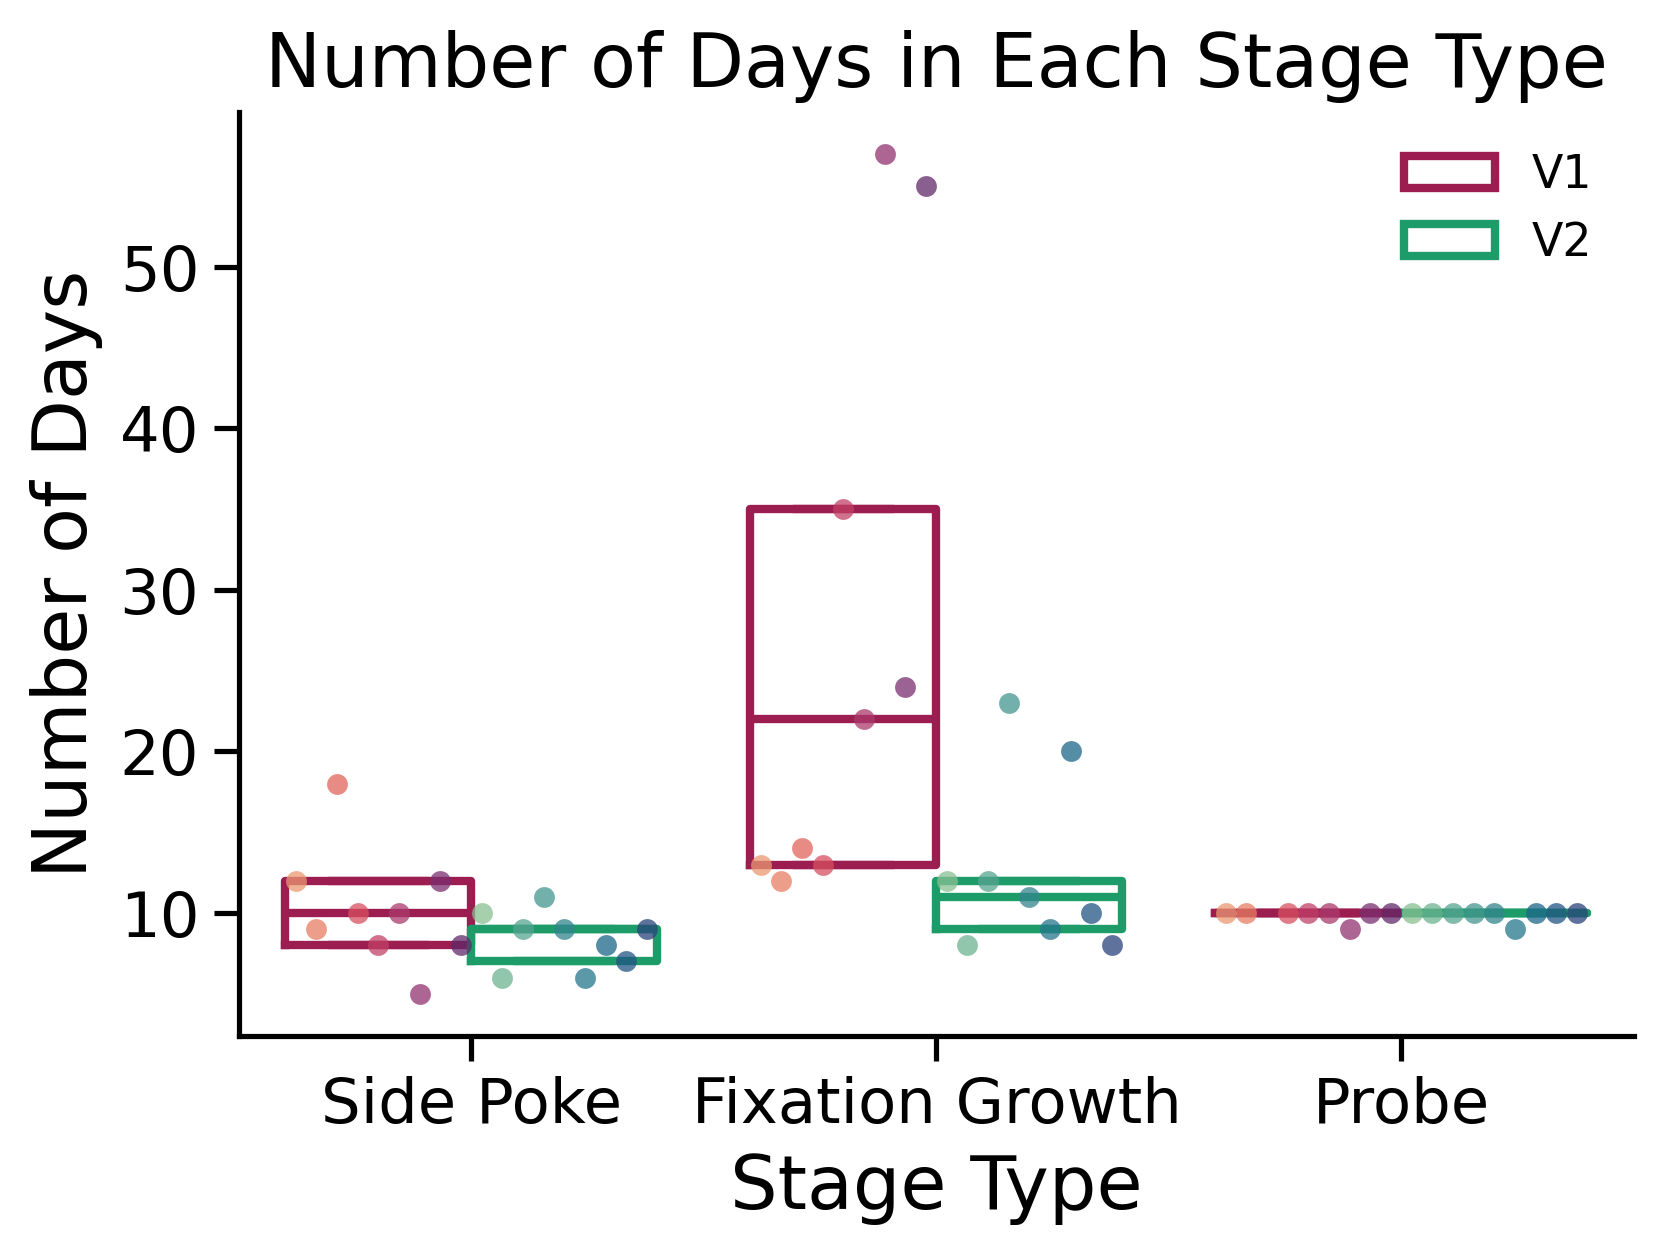 Number of Days in Each Stage Type
V1
V2
Number of Days
50
40
30
20
10
Side Poke
Fixation Growth
Probe
Stage Type